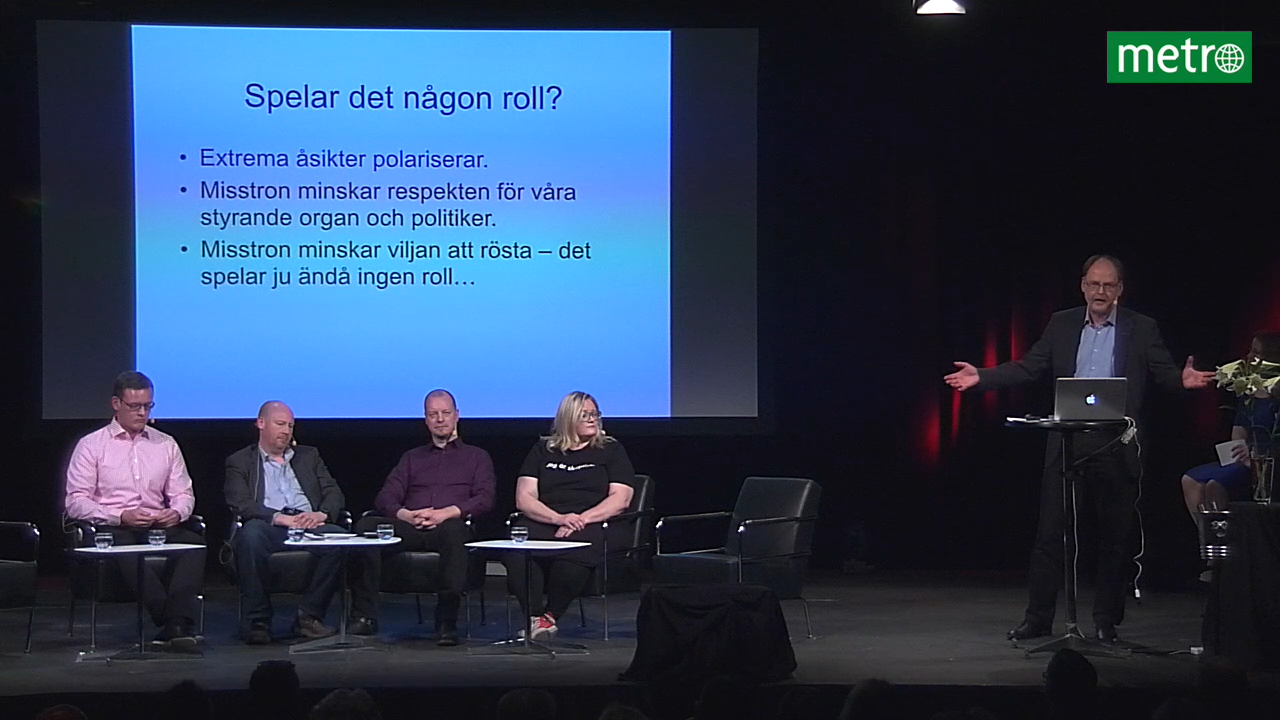 metro
Spelar det någon roll?
• Extrema åsikter polariserar.
• Misstron minskar respekten för våra
styrande organ och politiker.
• Misstron minskar viljan att rösta – det
spelar ju ändå ingen roll…